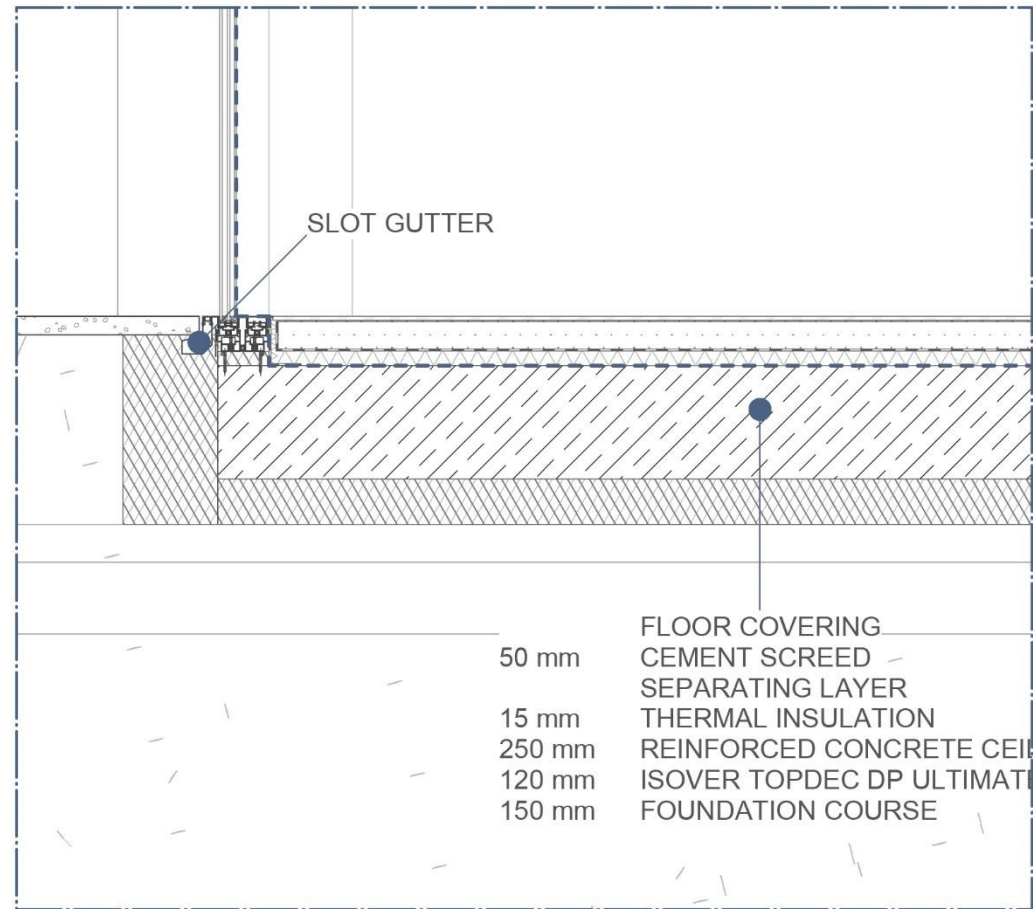 SLOT GUTTER
FLOOR COVERING
50 mm CEMENT SCREED
SEPARATING LAYER
15 mm THERMAL INSULATION
250 mm REINFORCED CONCRETE
120 mm ISOVER TOPDEC DP ULTIMATE
150 mm FOUNDATION COURSE